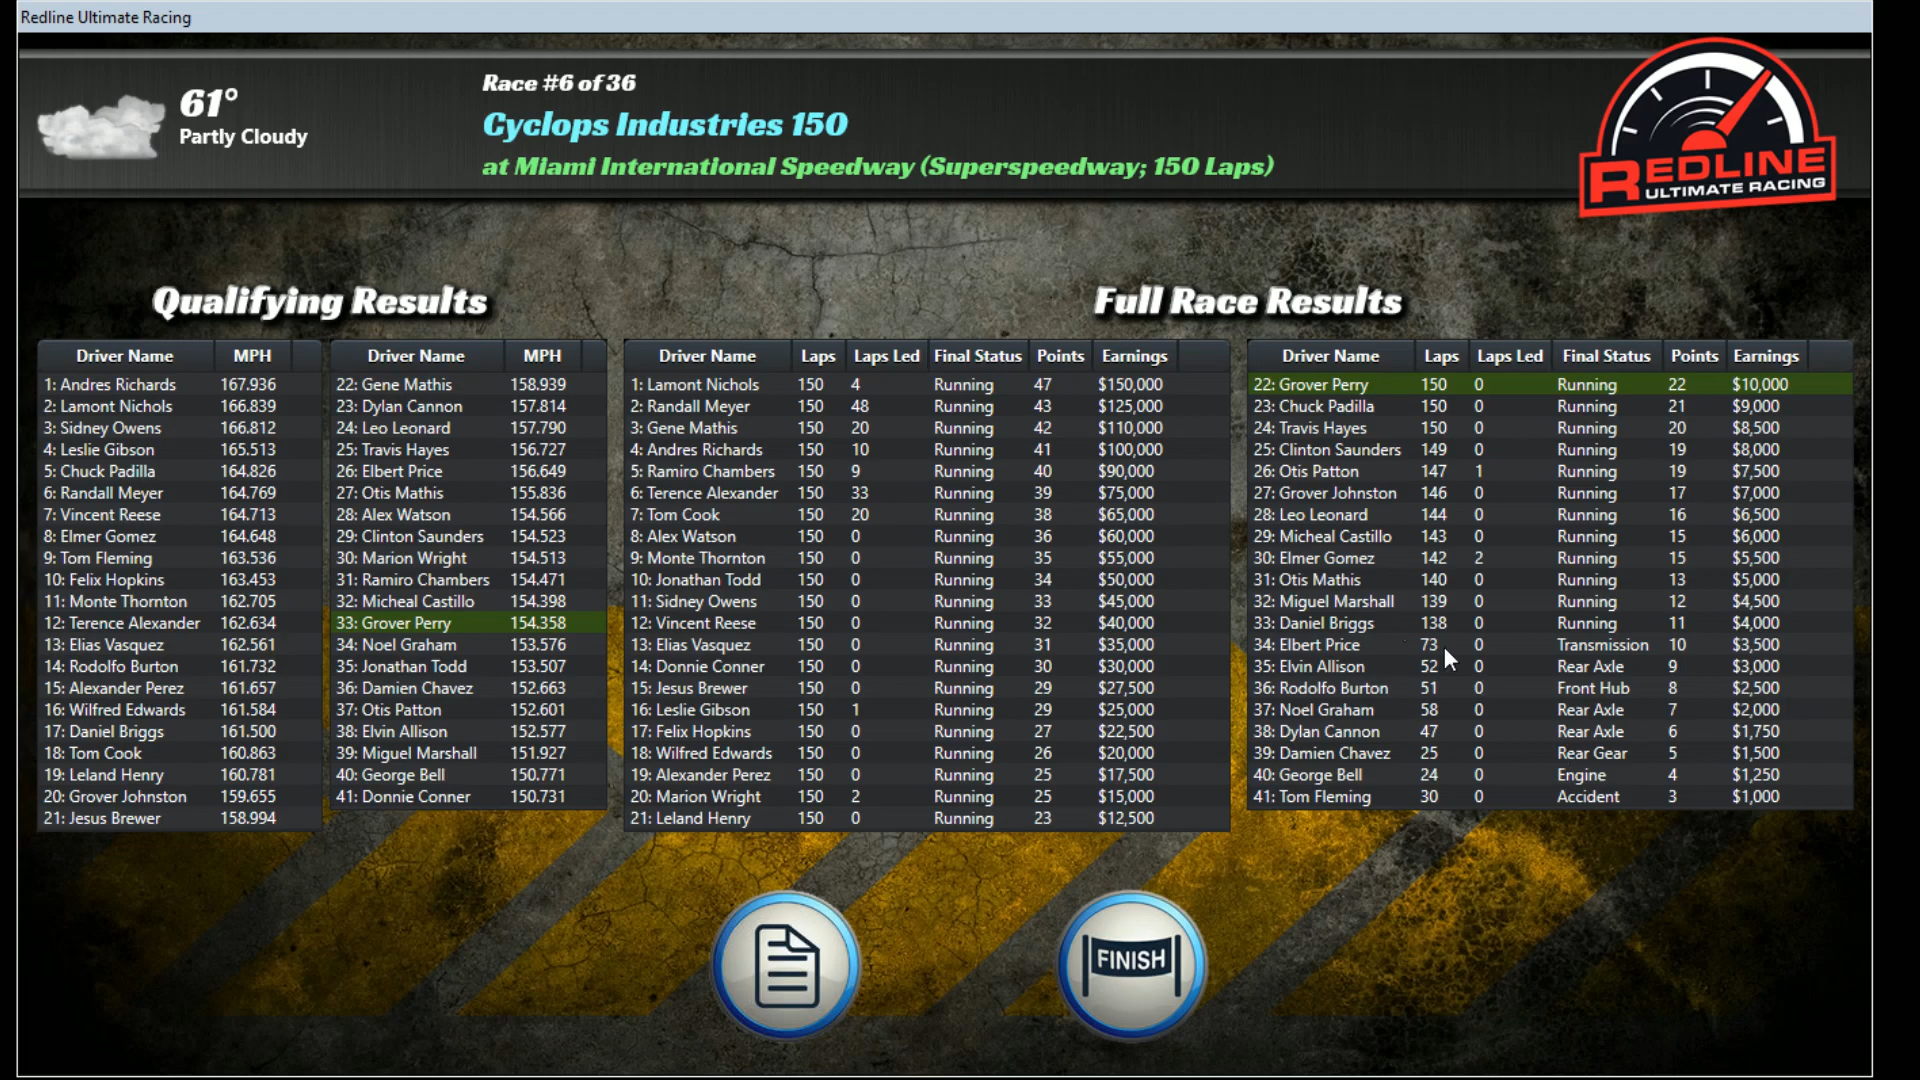 Redline Ultimate Racing
61°
Partly Cloudy
Race #6 of 36
Cyclops Industries 150
at Miami International Speedway (Superspeedway; 150 Laps)
REDLINE
ULTIMATE RACING
Qualifying Results
Driver Name MPH
1: Andres Richards 167.936
2: Lamont Nichols 166.839
3: Sidney Owens 166.812
4: Leslie Gibson 165.513
5: Chuck Padilla 164.826
6: Randall Meyer 164.769
7: Vincent Reese 164.713
8: Elmer Gomez 164.648
9: Tom Fleming 163.536
10: Felix Hopkins 163.453
11: Monte Thornton 162.705
12: Terence Alexander 162.634
13: Elias Vasquez 162.561
14: Rodolfo Burton 161.732
15: Alexander Perez 161.657
16: Wilfred Edwards 161.584
17: Daniel Briggs 161.500
18: Tom Cook 160.863
19: Leland Henry 160.781
20: Grover Johnston 159.655
21: Jesus Brewer 158.994
Driver Name MPH
22: Gene Mathis 158.939
23: Dylan Cannon 157.814
24: Leo Leonard 157.790
25: Travis Hayes 156.727
26: Elbert Price 156.649
27: Otis Mathis 155.836
28: Alex Watson 154.566
29: Clinton Saunders 154.523
30: Marion Wright 154.513
31: Ramiro Chambers 154.471
32: Micheal Castillo 154.398
33: Grover Perry 154.358
34: Noel Graham 153.576
35: Jonathan Todd 153.507
36: Damien Chavez 152.663
37: Otis Patton 152.601
38: Elvin Allison 152.577
39: Miguel Marshall 151.927
40: George Bell 150.771
41: Donnie Conner 150.731
Full Race Results
Driver Name Laps Laps Led Final Status Points Earnings
1: Lamont Nichols 150 4 Running 47 $150,000
2: Randall Meyer 150 48 Running 43 $125,000
3: Gene Mathis 150 20 Running 42 $110,000
4: Andres Richards 150 10 Running 41 $100,000
5: Ramiro Chambers 150 9 Running 40 $90,000
6: Terence Alexander 150 33 Running 39 $75,000
7: Tom Cook 150 20 Running 38 $65,000
8: Alex Watson 150 0 Running 36 $60,000
9: Monte Thornton 150 0 Running 35 $55,000
10: Jonathan Todd 150 0 Running 34 $50,000
11: Sidney Owens 150 0 Running 33 $45,000
12: Vincent Reese 150 0 Running 32 $40,000
13: Elias Vasquez 150 0 Running 31 $35,000
14: Donnie Conner 150 0 Running 30 $30,000
15: Jesus Brewer 150 0 Running 29 $27,500
16: Leslie Gibson 150 1 Running 29 $25,000
17: Felix Hopkins 150 0 Running 27 $22,500
18: Wilfred Edwards 150 0 Running 26 $20,000
19: Alexander Perez 150 0 Running 25 $17,500
20: Marion Wright 150 2 Running 25 $15,000
21: Leland Henry 150 0 Running 23 $12,500
Driver Name Laps Laps Led Final Status Points Earnings
22: Grover Perry 150 0 Running 22 $10,000
23: Chuck Padilla 150 0 Running 21 $9,000
24: Travis Hayes 150 0 Running 20 $8,500
25: Clinton Saunders 149 0 Running 19 $8,000
26: Otis Patton 147 1 Running 19 $7,500
27: Grover Johnston 146 0 Running 17 $7,000
28: Leo Leonard 144 0 Running 16 $6,500
29: Micheal Castillo 143 0 Running 15 $6,000
30: Elmer Gomez 142 2 Running 15 $5,500
31: Otis Mathis 140 0 Running 13 $5,000
32: Miguel Marshall 139 0 Running 12 $4,500
33: Daniel Briggs 138 0 Running 11 $4,000
34: Elbert Price 73 0 Transmission 10 $3,500
35: Elvin Allison 52 0 Rear Axle 9 $3,000
36: Rodolfo Burton 51 0 Front Hub 8 $2,500
37: Noel Graham 58 0 Rear Axle 7 $2,000
38: Dylan Cannon 47 0 Rear Axle 6 $1,750
39: Damien Chavez 25 0 Rear Gear 5 $1,500
40: George Bell 24 0 Engine 4 $1,250
41: Tom Fleming 30 0 Accident 3 $1,000
FINISH